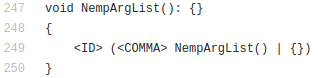 247 void NempArgList(): {}
248 {
249     <ID> (<COMMA> NempArgList() | {})
250 }